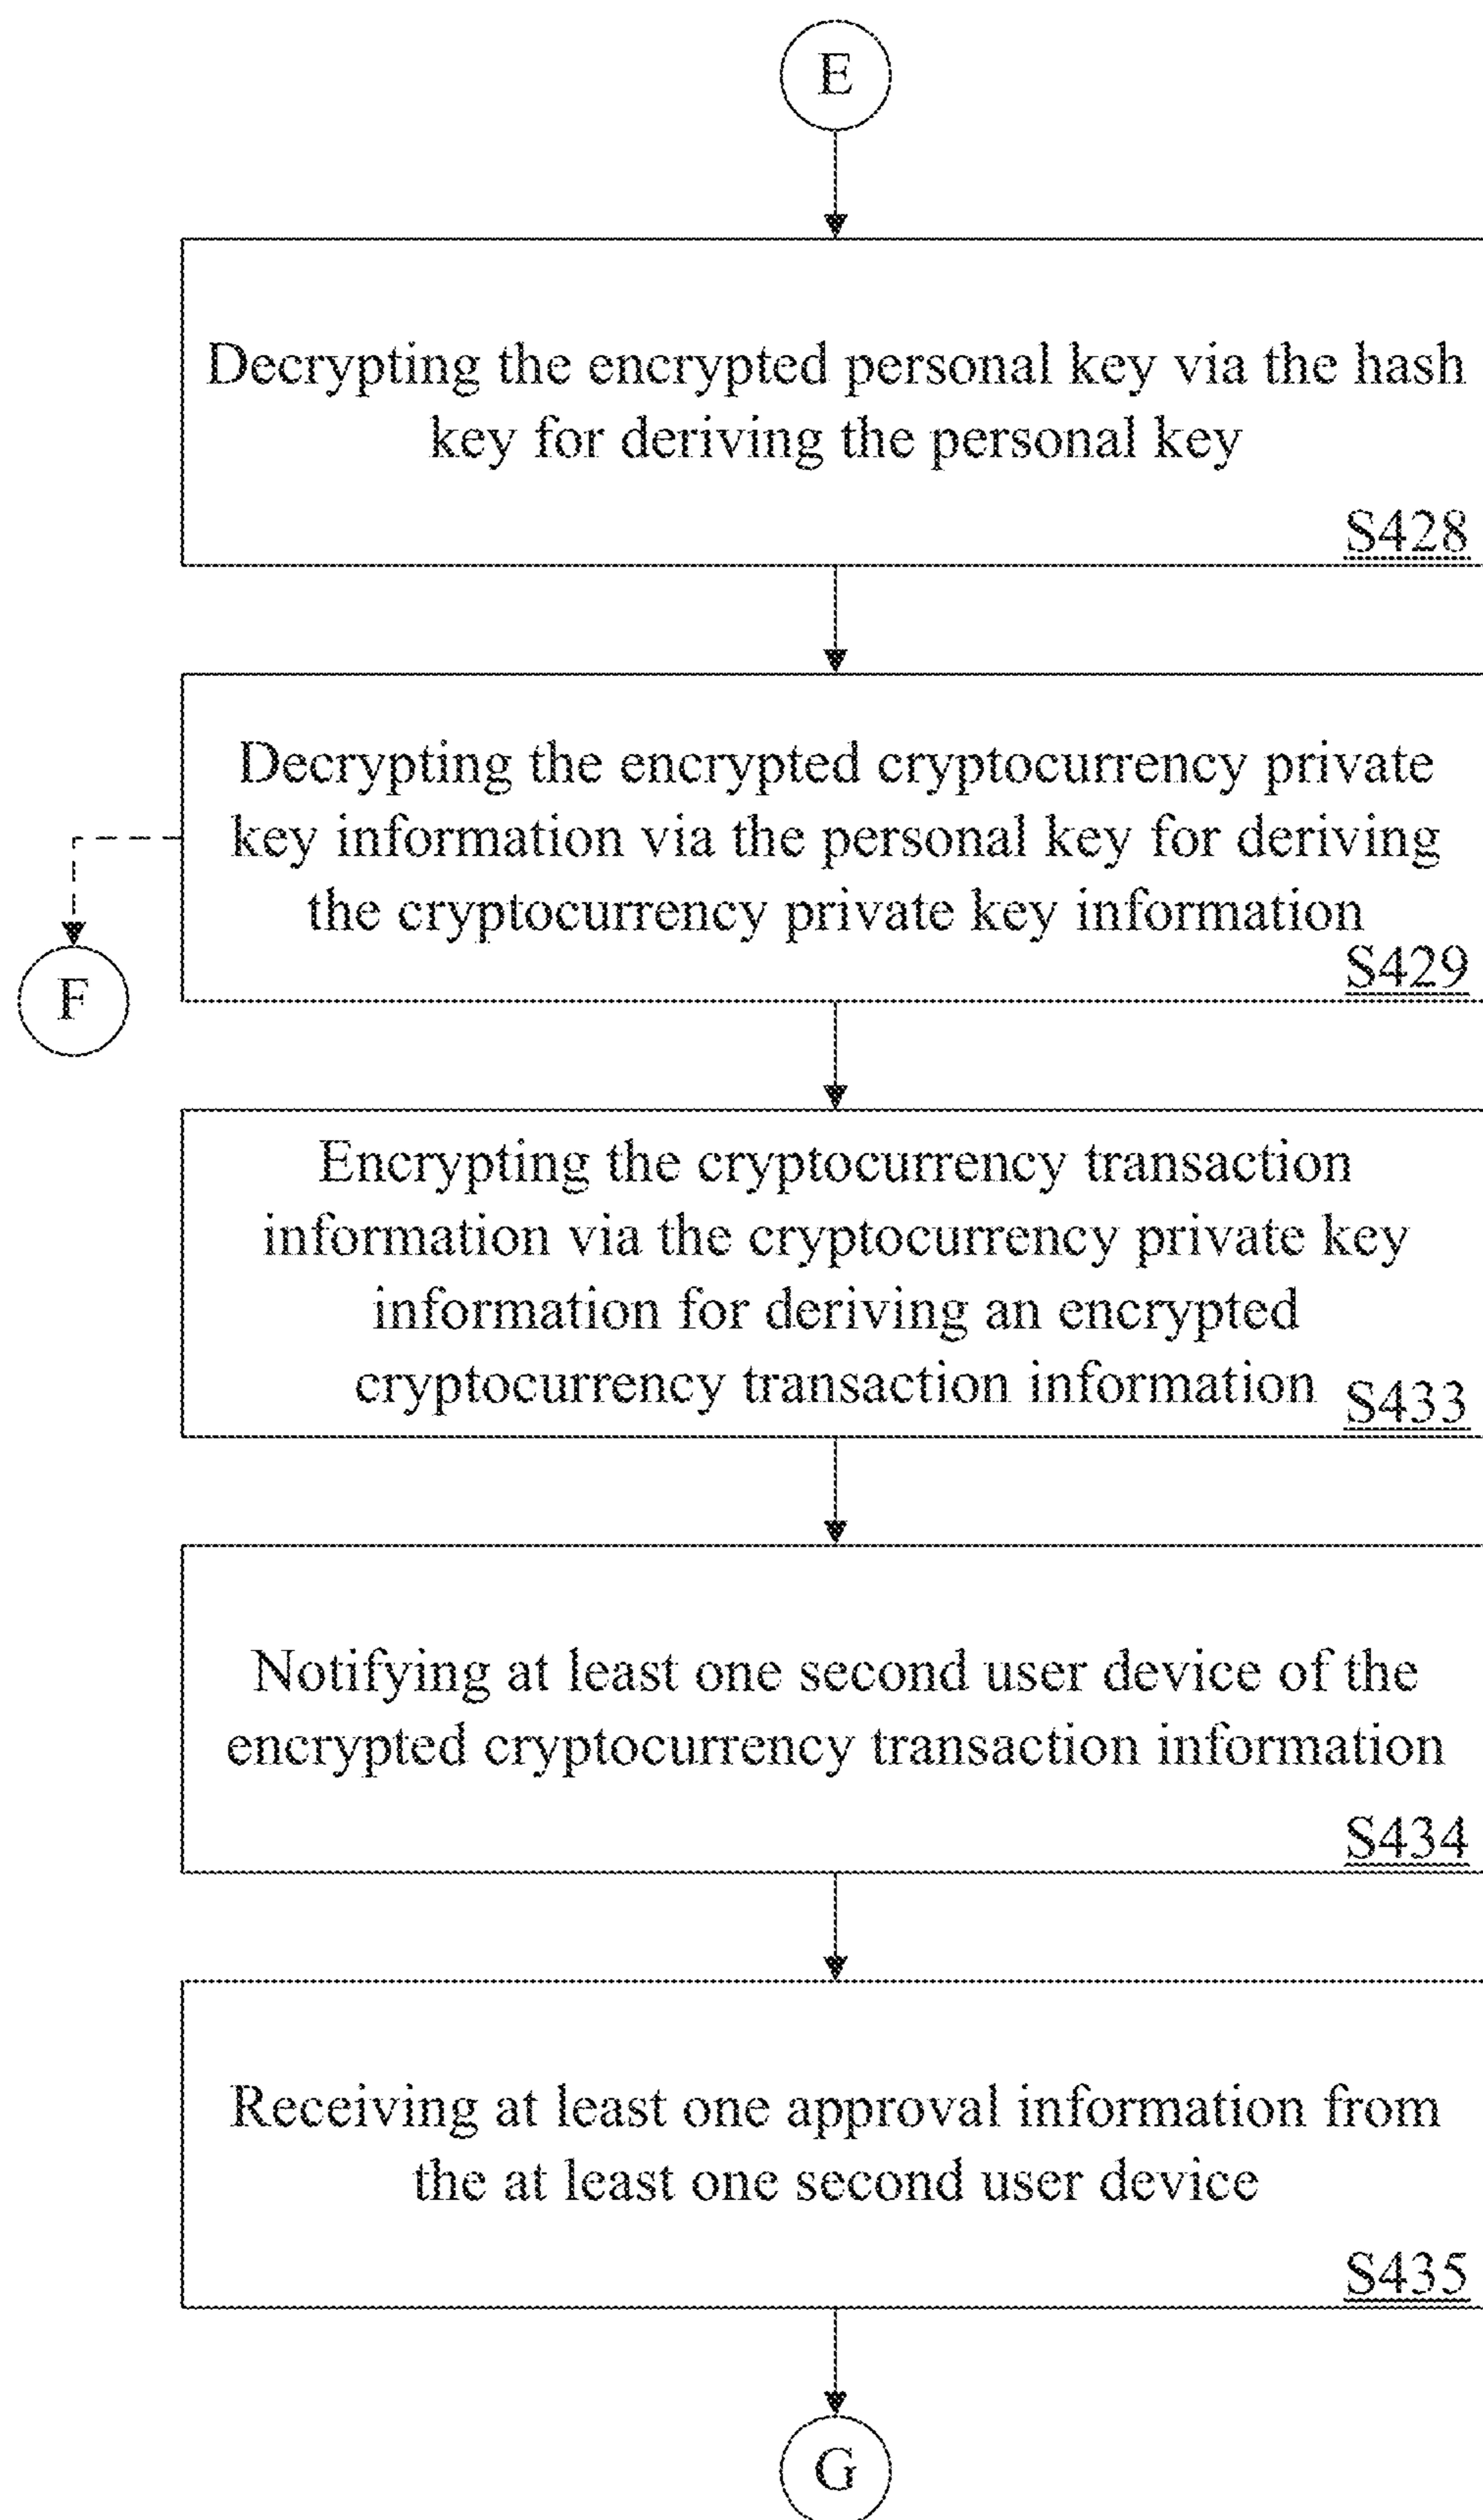 E
Decrypting the encrypted personal key via the hash
key for deriving the personal key
S428
Decrypting the encrypted cryptocurrency private
key information via the personal key for deriving
the cryptocurrency private key information
S429
F
Encrypting the cryptocurrency transaction
information via the cryptocurrency private key
information for deriving an encrypted
cryptocurrency transaction information
S433
Notifying at least one second user device of the
encrypted cryptocurrency transaction information
S434
Receiving at least one approval information from
the at least one second user device
S435
G